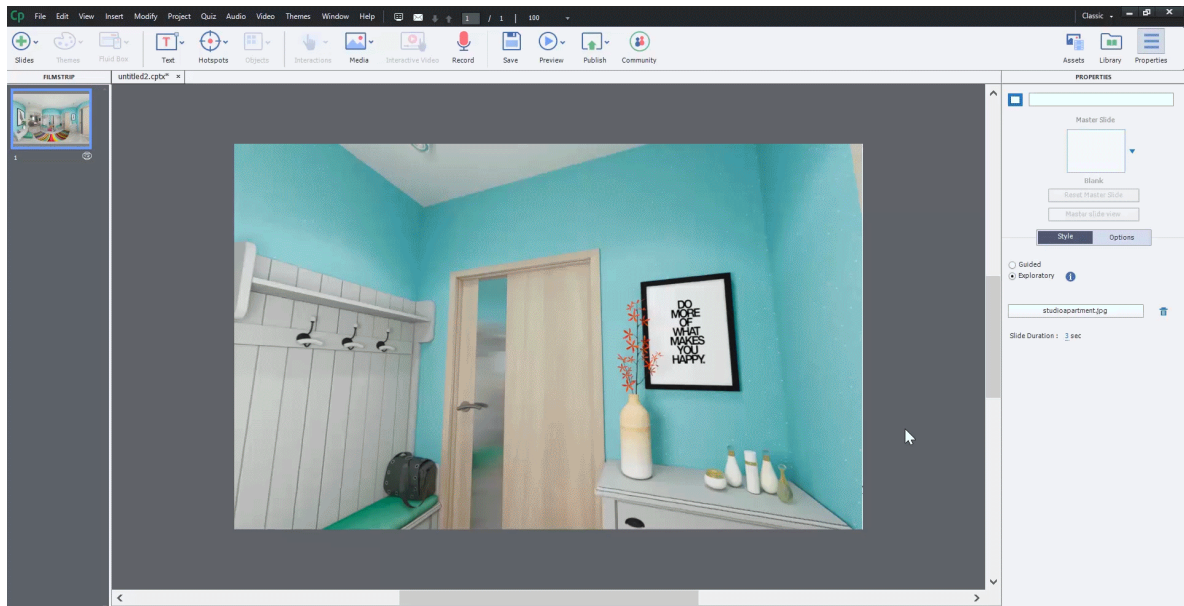 Cp File Edit View Insert Modify Project Quiz Audio Video Themes Window Help 1 / 1 100 Classic
Slides Themes Fluid Box Text Hotspots Objects Interactions Media Interactive Video Record Save Preview Publish Community Assets Library Properties
FILMSTRIP untitled2.cptx* × PROPERTIES
Master Slide
1
Blank
Reset Master Slide
Master slide view
Style Options
Guided
Exploratory
studioapartment.jpg
Slide Duration : 3 sec
DO
MORE
OF
WHAT
MAKES
YOU
HAPPY.